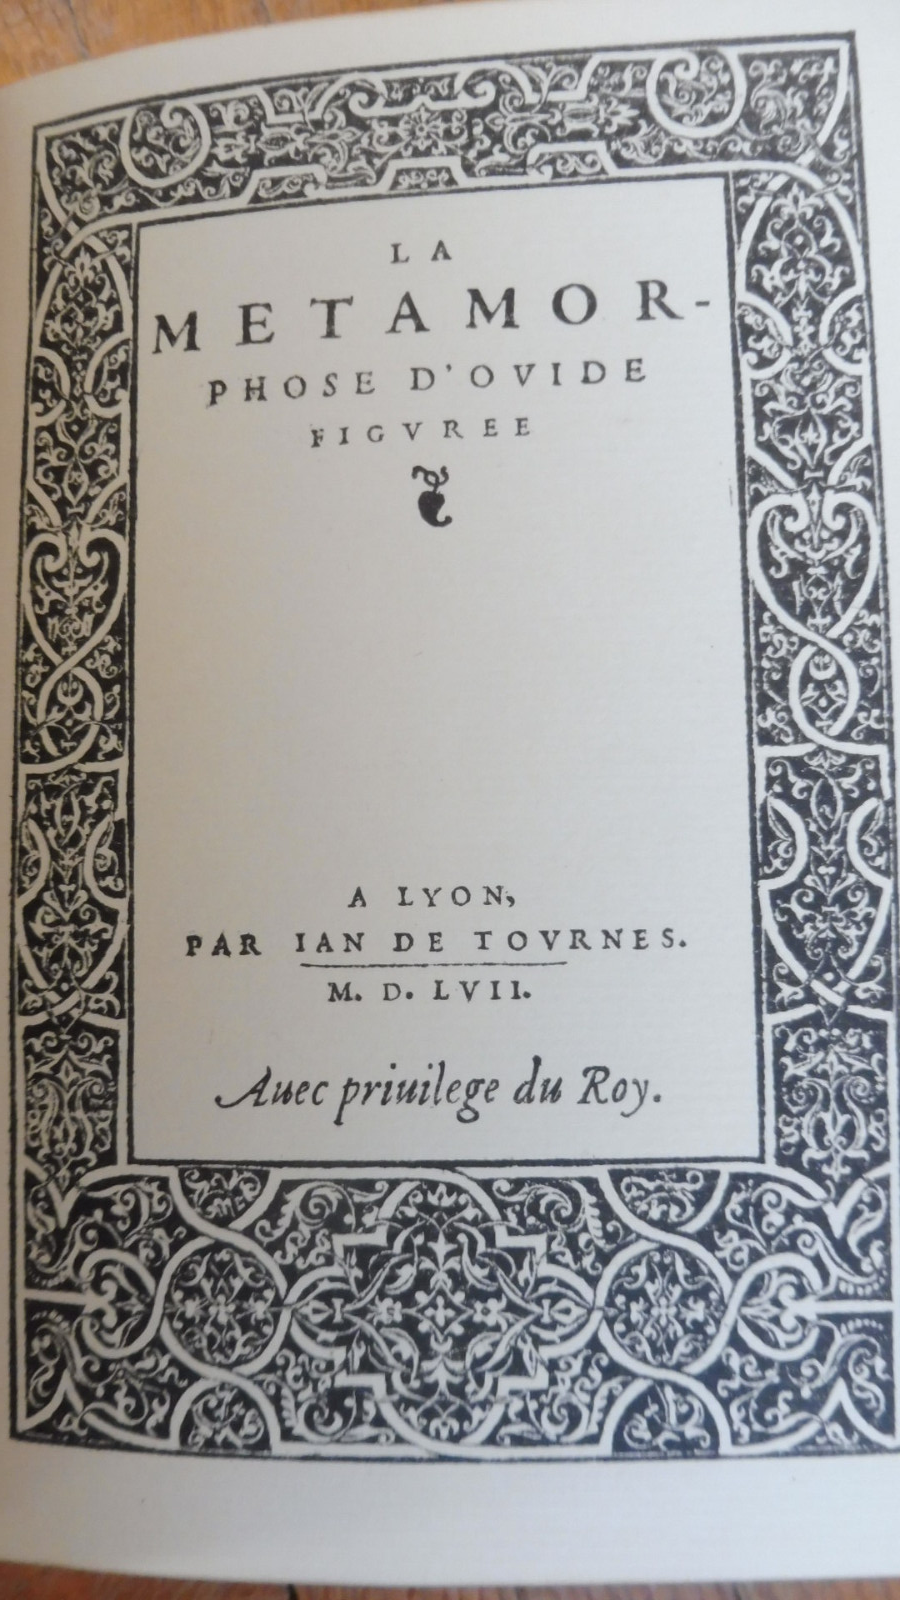 LA
METAMOR-
PHOSE D'OVIDE
FIGVREE
A LYON,
PAR IAN DE TOVRNES.
M. D. LVII.
Auec priuilege du Roy.